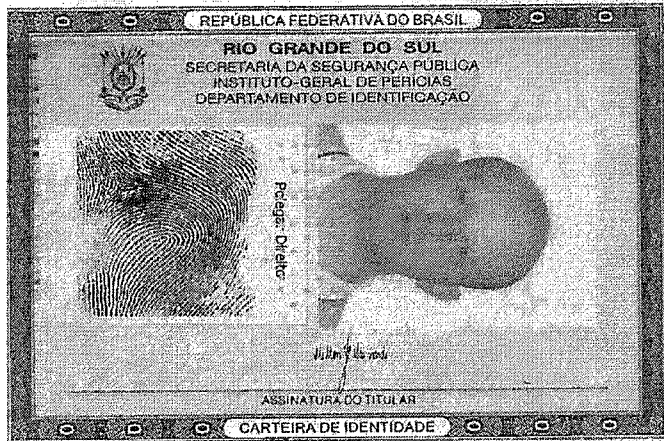 REPÚBLICA FEDERATIVA DO BRASIL
RIO GRANDE DO SUL
SECRETARIA DA SEGURANÇA PÚBLICA
INSTITUTO-GERAL DE PERÍCIAS
DEPARTAMENTO DE IDENTIFICAÇÃO
Polegar Direito
ASSINATURA DO TITULAR
CARTEIRA DE IDENTIDADE